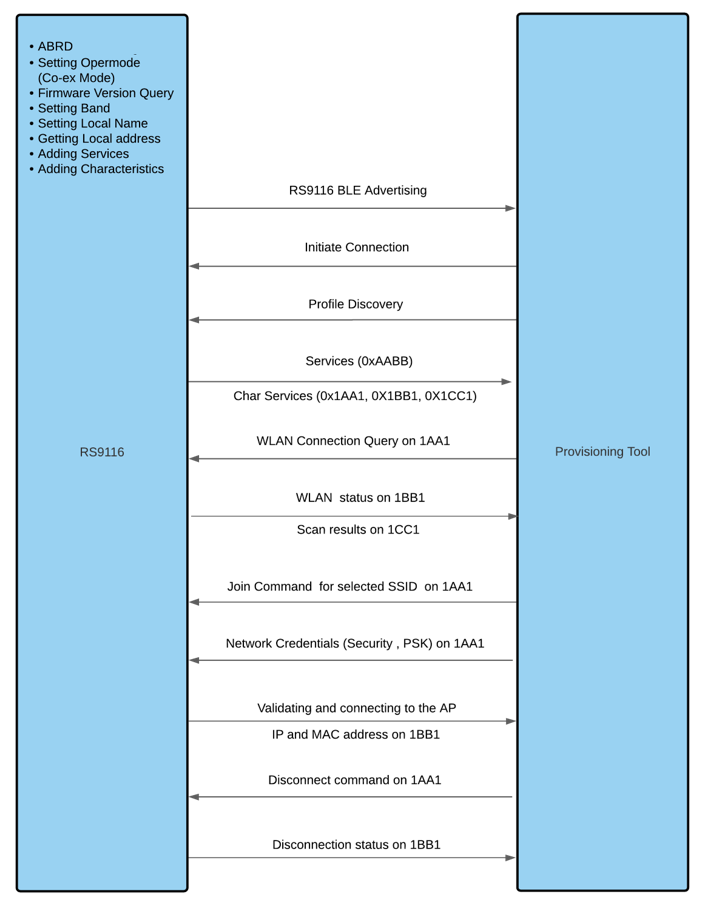 • ABRD
• Setting Opermode
(Co-ex Mode)
• Firmware Version Query
• Setting Band
• Setting Local Name
• Getting Local address
• Adding Services
• Adding Characteristics
RS9116 BLE Advertising
Initiate Connection
Profile Discovery
Services (0xAABB)
Char Services (0x1AA1, 0X1BB1, 0X1CC1)
WLAN Connection Query on 1AA1
RS9116
Provisioning Tool
WLAN  status on 1BB1
Scan results on 1CC1
Join Command  for selected SSID  on 1AA1
Network Credentials (Security , PSK) on 1AA1
Validating and connecting to the AP
IP and MAC address on 1BB1
Disconnect command on 1AA1
Disconnection status on 1BB1